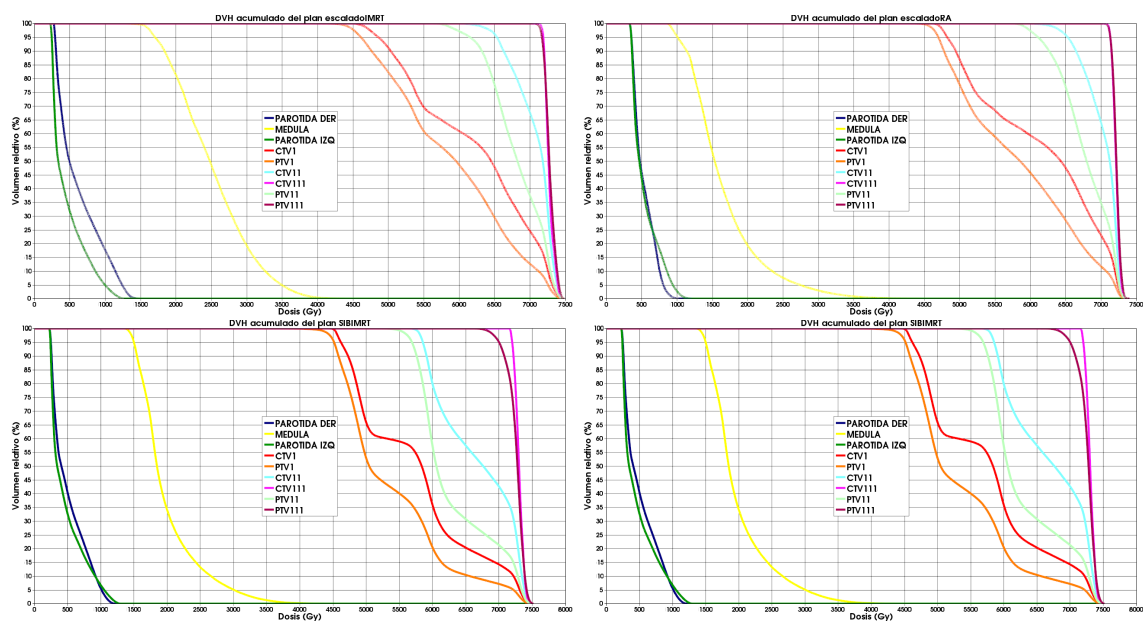 DVH acumulado del plan escaladoIMRT
Volumen relativo (%)
100
95
90
85
80
75
70
65
60
55
50
45
40
35
30
25
20
15
10
5
0
PAROTIDA DER
MEDULA
PAROTIDA IZQ
CTV1
PTV1
CTV11
CTV111
PTV11
PTV111
0 500 1000 1500 2000 2500 3000 3500 4000 4500 5000 5500 6000 6500 7000 7500
Dosis (Gy)
DVH acumulado del plan escaladoRA
Volumen relativo (%)
100
95
90
85
80
75
70
65
60
55
50
45
40
35
30
25
20
15
10
5
0
PAROTIDA DER
MEDULA
PAROTIDA IZQ
CTV1
PTV1
CTV11
CTV111
PTV11
PTV111
0 500 1000 1500 2000 2500 3000 3500 4000 4500 5000 5500 6000 6500 7000 7500
Dosis (Gy)
DVH acumulado del plan SIBIMRT
Volumen relativo (%)
100
95
90
85
80
75
70
65
60
55
50
45
40
35
30
25
20
15
10
5
0
PAROTIDA DER
MEDULA
PAROTIDA IZQ
CTV1
PTV1
CTV11
CTV111
PTV11
PTV111
0 500 1000 1500 2000 2500 3000 3500 4000 4500 5000 5500 6000 6500 7000 7500 8000
Dosis (Gy)
DVH acumulado del plan SIBIMRT
Volumen relativo (%)
100
95
90
85
80
75
70
65
60
55
50
45
40
35
30
25
20
15
10
5
0
PAROTIDA DER
MEDULA
PAROTIDA IZQ
CTV1
PTV1
CTV11
CTV111
PTV11
PTV111
0 500 1000 1500 2000 2500 3000 3500 4000 4500 5000 5500 6000 6500 7000 7500 8000
Dosis (Gy)